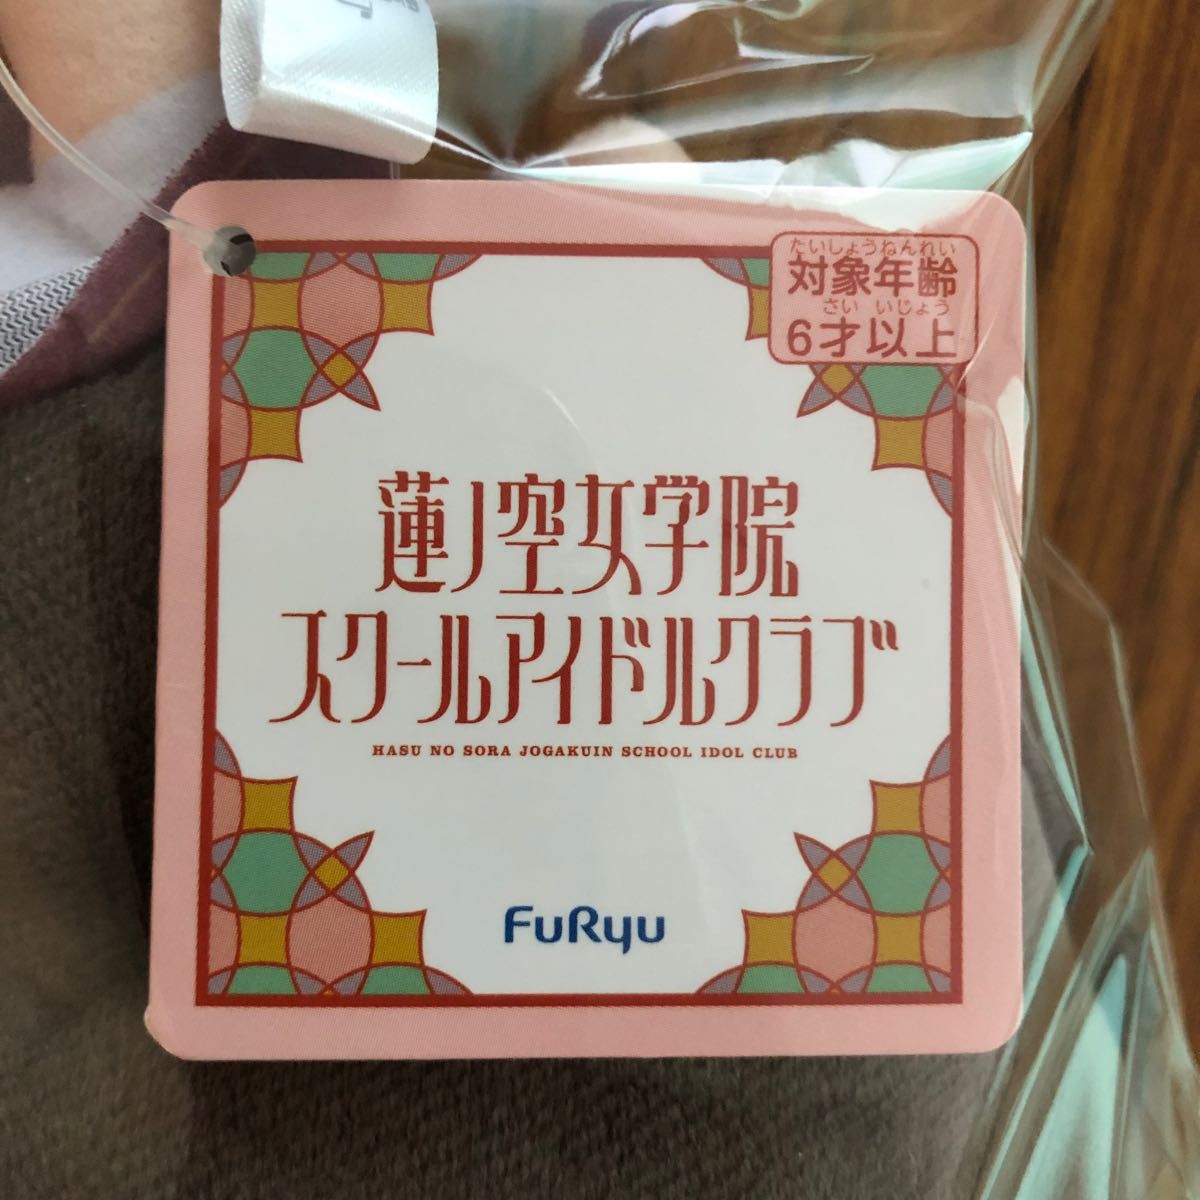 たいしょうねんれい
対象年齢
さい いじょう
6才以上
蓮ノ空女学院
スクールアイドルクラブ
HASU NO SORA JOGAKUIN SCHOOL IDOL CLUB
FuRyu